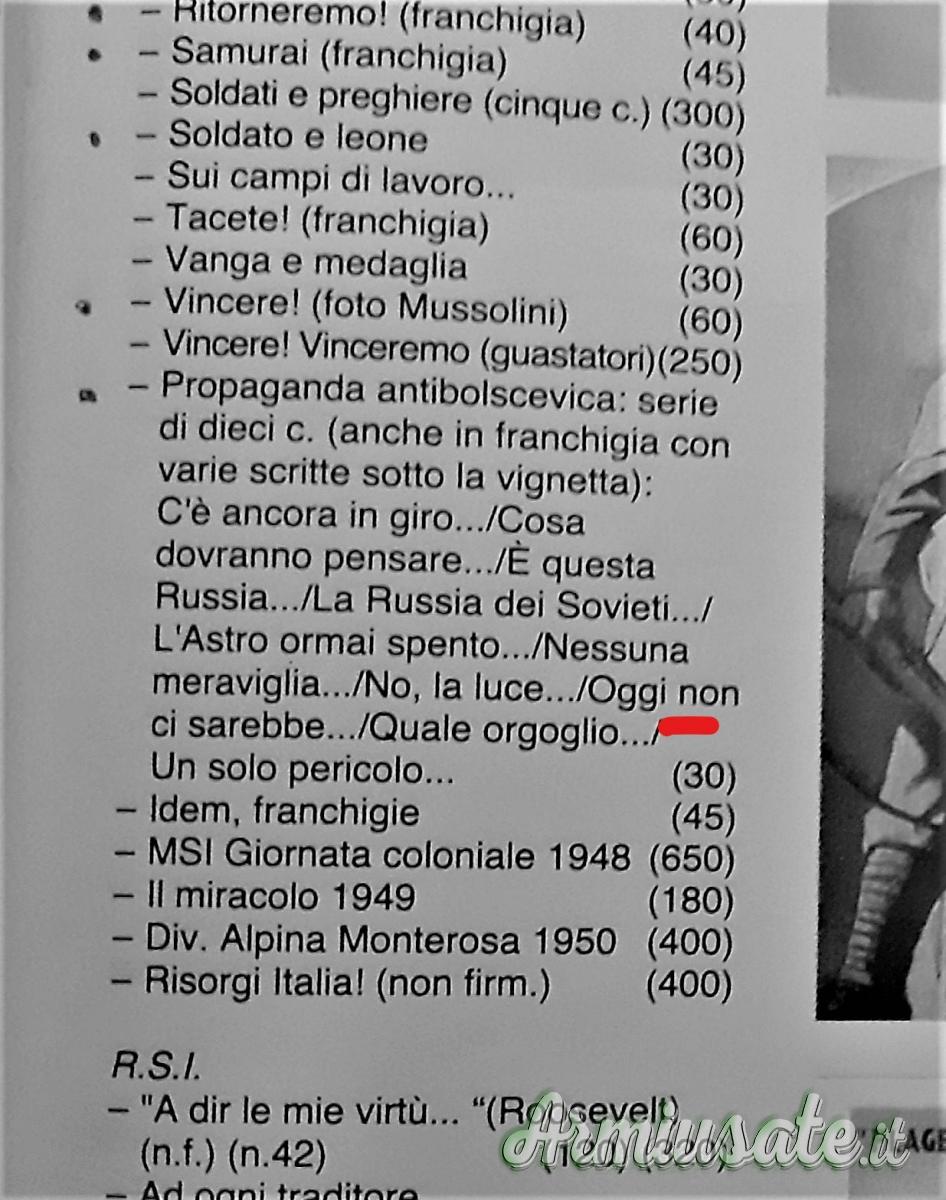 – Ritorneremo! (franchigia) (40)
– Samurai (franchigia) (45)
– Soldati e preghiere (cinque c.) (300)
– Soldato e leone (30)
– Sui campi di lavoro... (30)
– Tacete! (franchigia) (60)
– Vanga e medaglia (30)
– Vincere! (foto Mussolini) (60)
– Vincere! Vinceremo (guastatori)(250)
– Propaganda antibolscevica: serie
di dieci c. (anche in franchigia con
varie scritte sotto la vignetta):
C'è ancora in giro.../Cosa
dovranno pensare.../È questa
Russia.../La Russia dei Sovieti.../
L'Astro ormai spento.../Nessuna
meraviglia.../No, la luce.../Oggi non
ci sarebbe.../Quale orgoglio.../
Un solo pericolo... (30)
– Idem, franchigie (45)
– MSI Giornata coloniale 1948 (650)
– Il miracolo 1949 (180)
– Div. Alpina Monterosa 1950 (400)
– Risorgi Italia! (non firm.) (400)
R.S.I.
– "A dir le mie virtù... “(Roosevelt)
(n.f.) (n.42)
– Ad ogni traditore
Armiusate.it